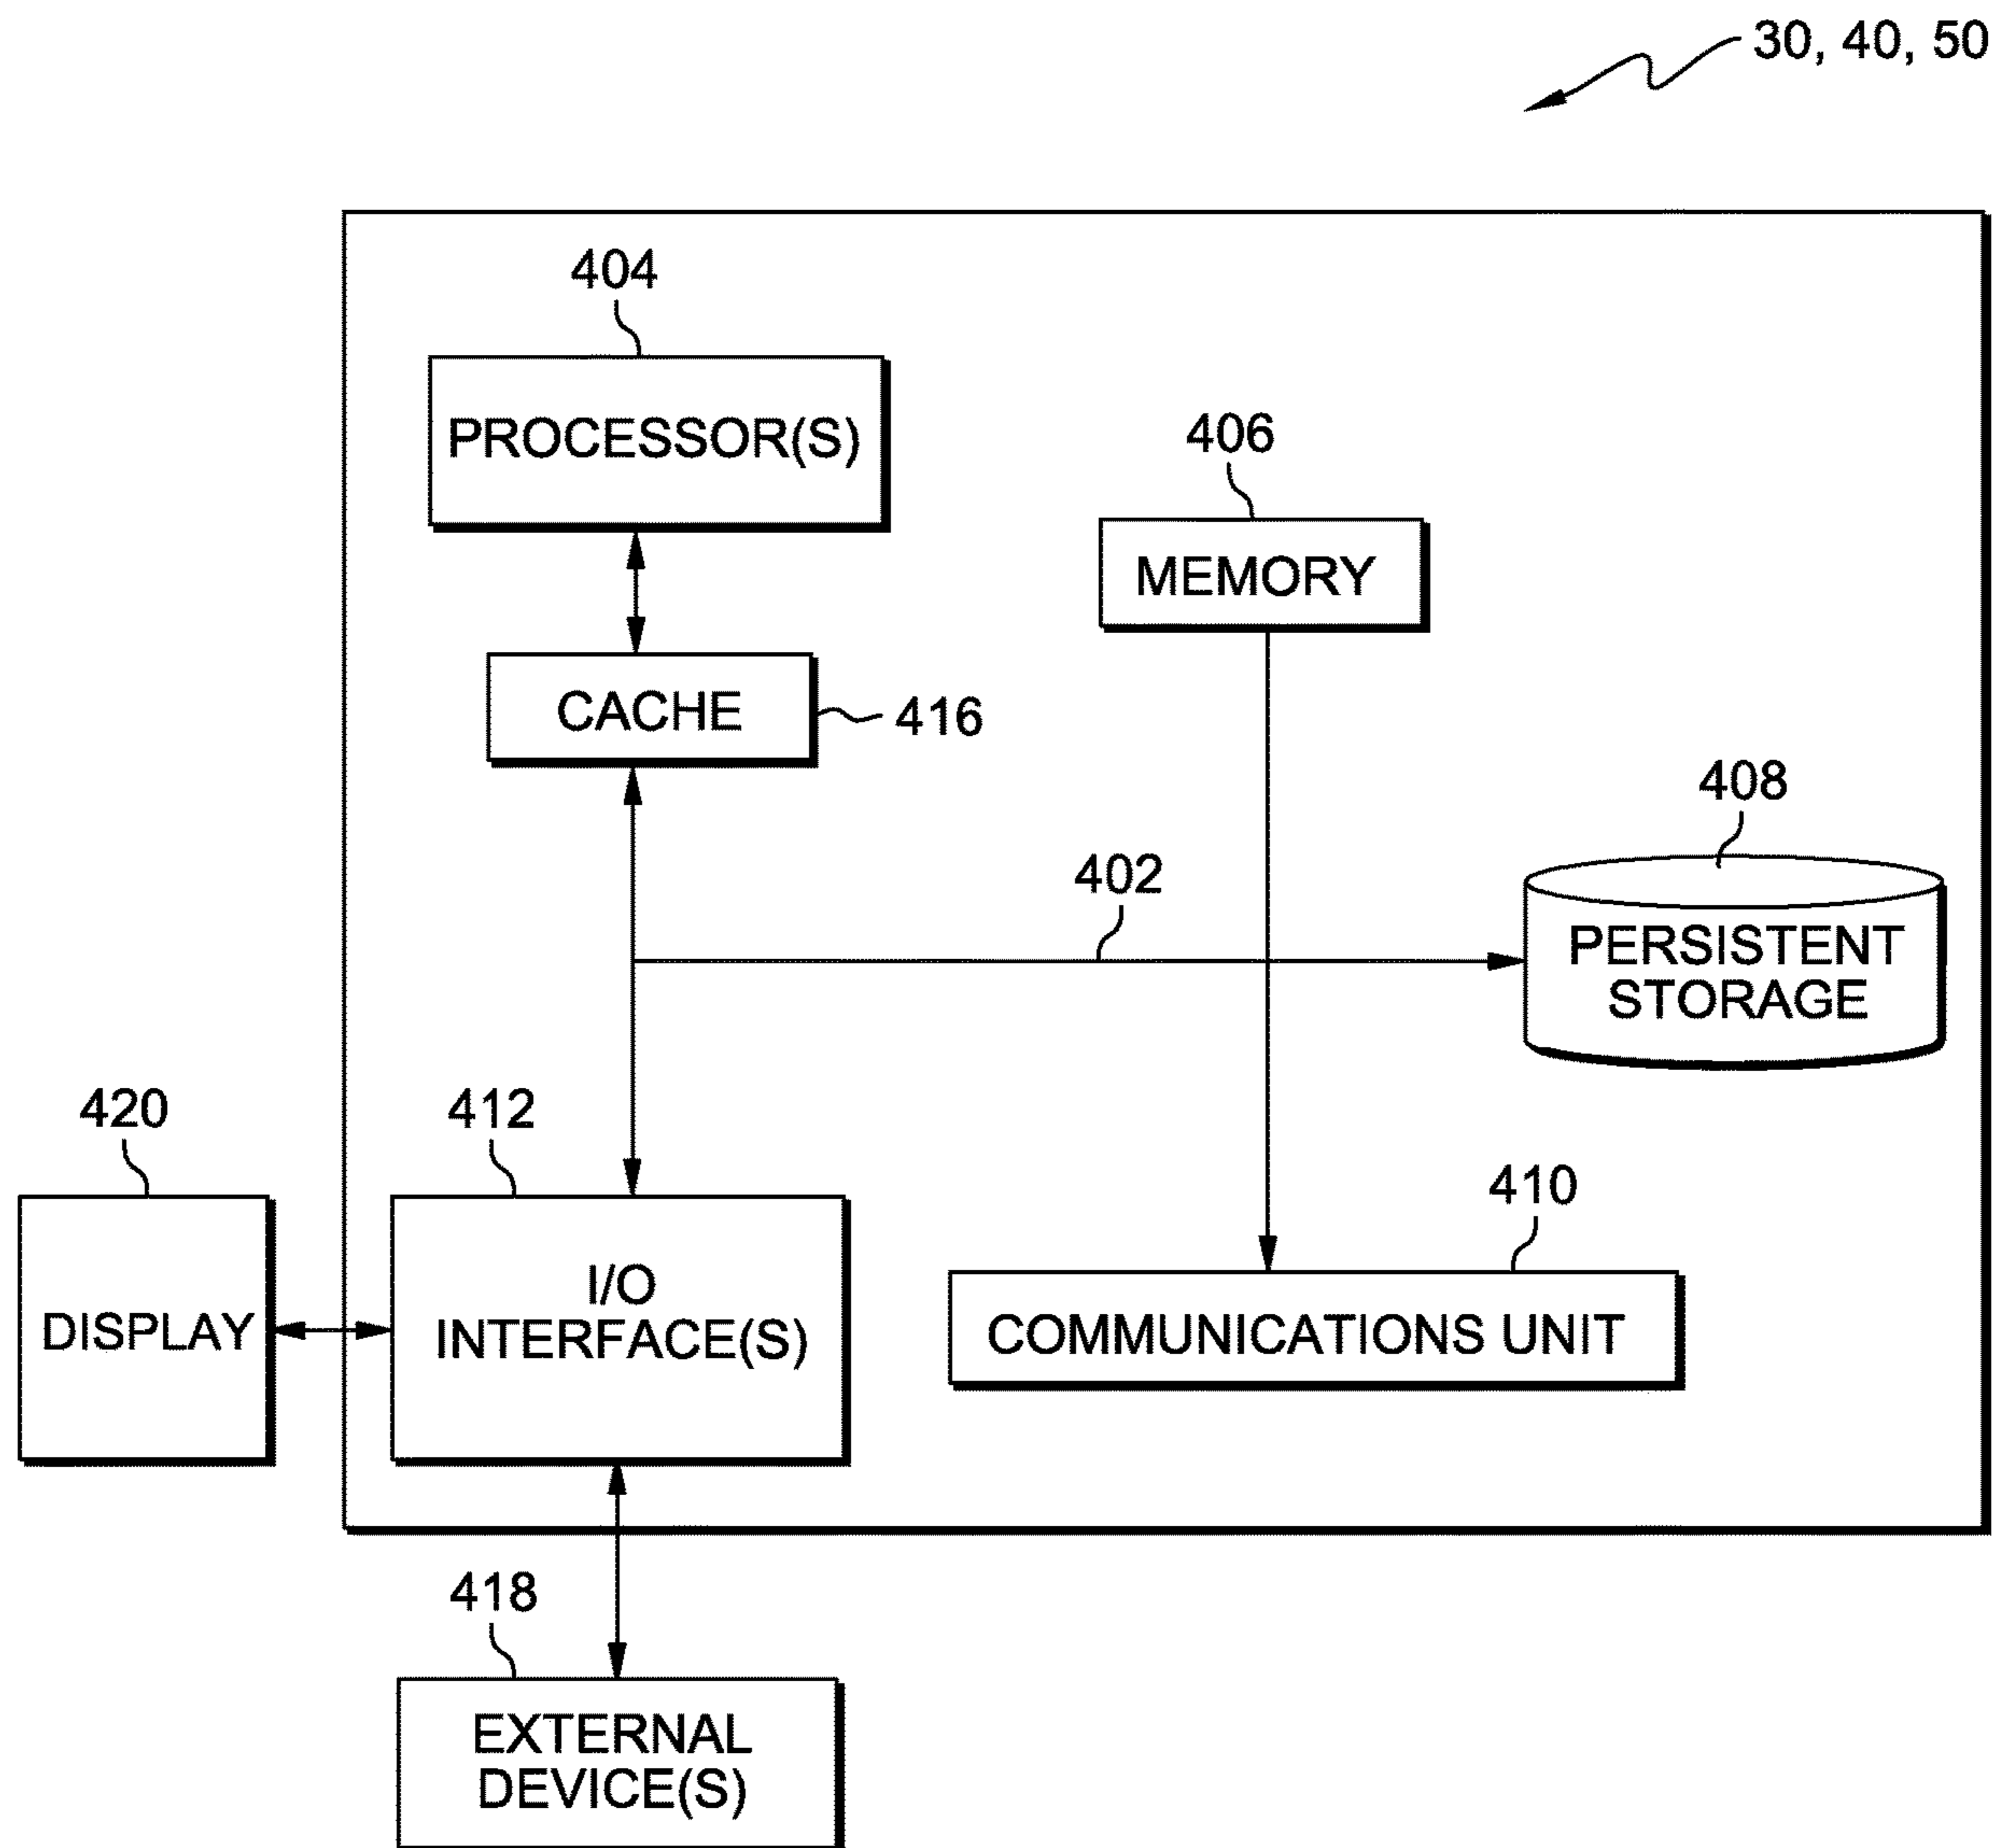 30, 40, 50
404
PROCESSOR(S)
406
MEMORY
CACHE
416
408
402
PERSISTENT
STORAGE
420
412
410
DISPLAY
I/O
INTERFACE(S)
COMMUNICATIONS UNIT
418
EXTERNAL
DEVICE(S)